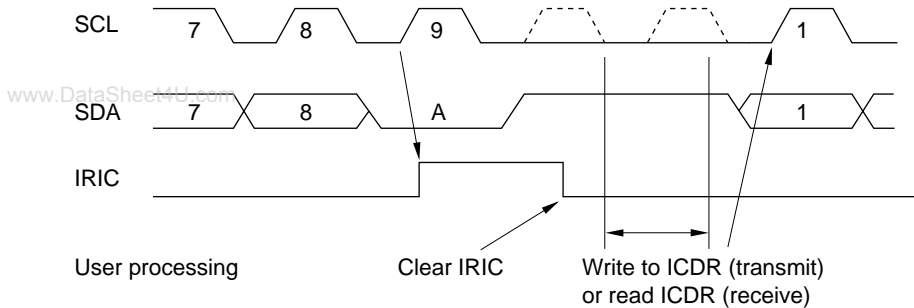 SCL 7 8 9 1
www.DataSheet4U.com
SDA 7 8 A 1
IRIC
User processing Clear IRIC Write to ICDR (transmit)
or read ICDR (receive)